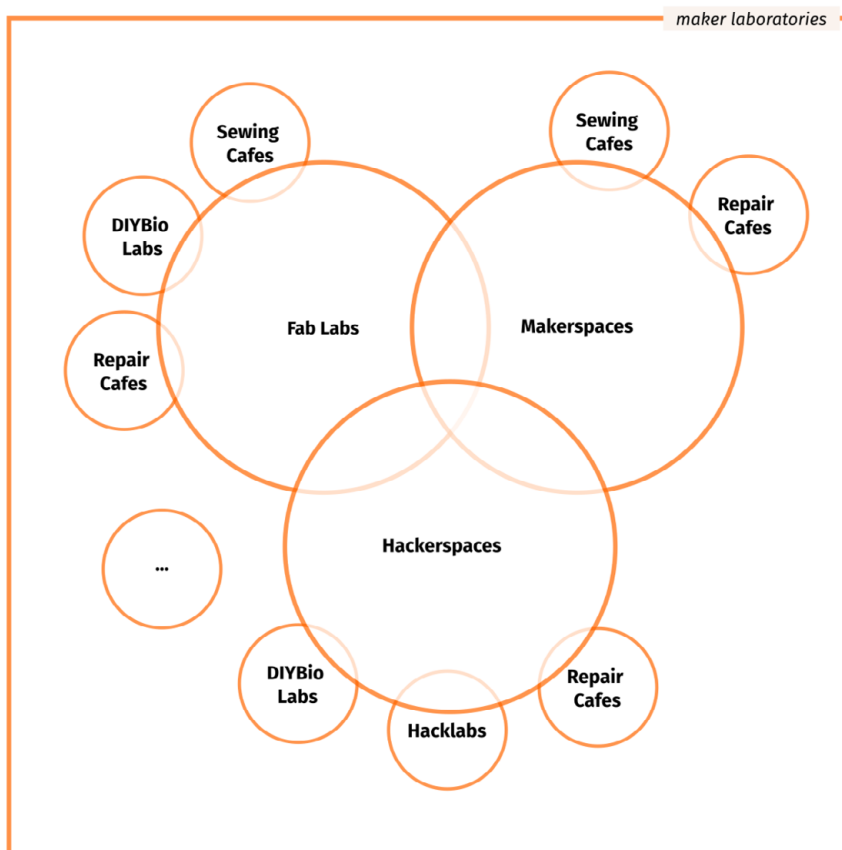 maker laboratories
Sewing
Cafes
Sewing
Cafes
DIYBio
Labs
Repair
Cafes
Fab Labs
Makerspaces
Repair
Cafes
Hackerspaces
...
DIYBio
Labs
Hacklabs
Repair
Cafes